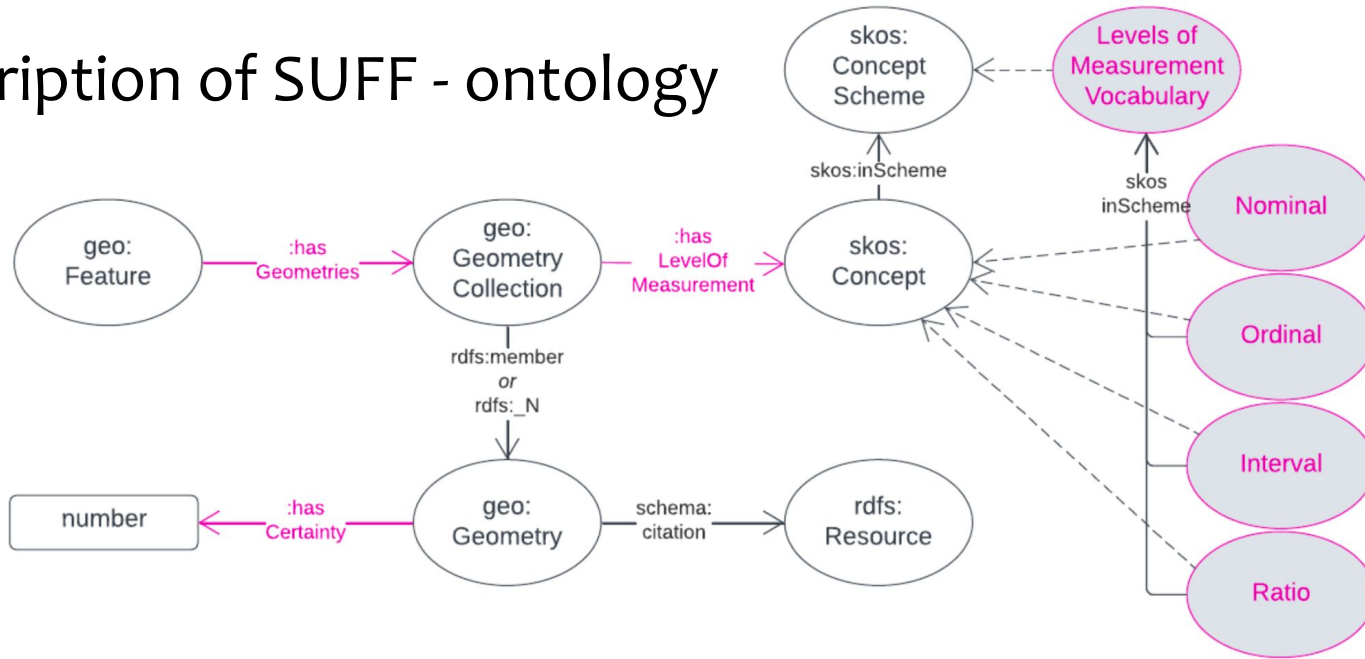 ription of SUFF - ontology
skos:
Concept
Scheme
Levels of
Measurement
Vocabulary
skos:inScheme
skos
inScheme
Nominal
geo:
Feature
:has
Geometries
geo:
Geometry
Collection
:has
LevelOf
Measurement
skos:
Concept
Ordinal
rdfs:member
or
rdfs:_N
Interval
number
:has
Certainty
geo:
Geometry
schema:
citation
rdfs:
Resource
Ratio